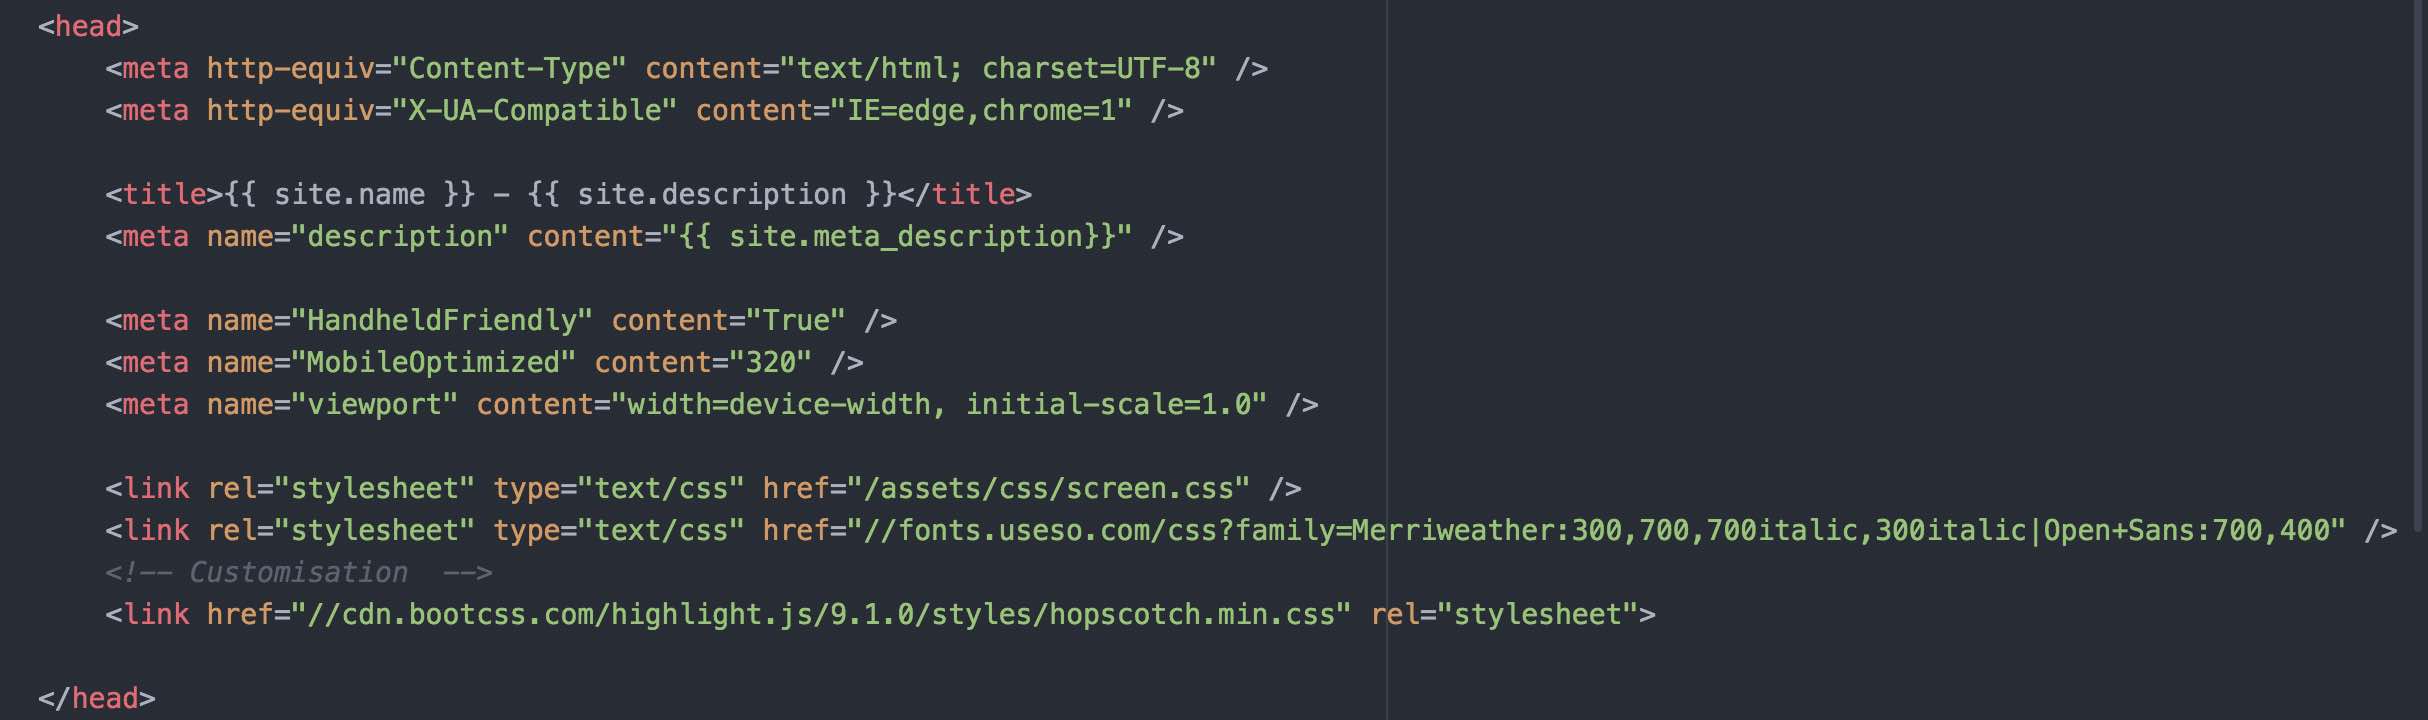 <head>
<meta http-equiv="Content-Type" content="text/html; charset=UTF-8" />
<meta http-equiv="X-UA-Compatible" content="IE=edge,chrome=1" />
<title>{{ site.name }} - {{ site.description }}</title>
<meta name="description" content="{{ site.meta_description}}" />
<meta name="HandheldFriendly" content="True" />
<meta name="MobileOptimized" content="320" />
<meta name="viewport" content="width=device-width, initial-scale=1.0" />
<link rel="stylesheet" type="text/css" href="/assets/css/screen.css" />
<link rel="stylesheet" type="text/css" href="//fonts.useso.com/css?family=Merriweather:300,700,700italic,300italic|Open+Sans:700,400" />
<!-- Customisation  -->
<link href="//cdn.bootcss.com/highlight.js/9.1.0/styles/hopscotch.min.css" rel="stylesheet">
</head>